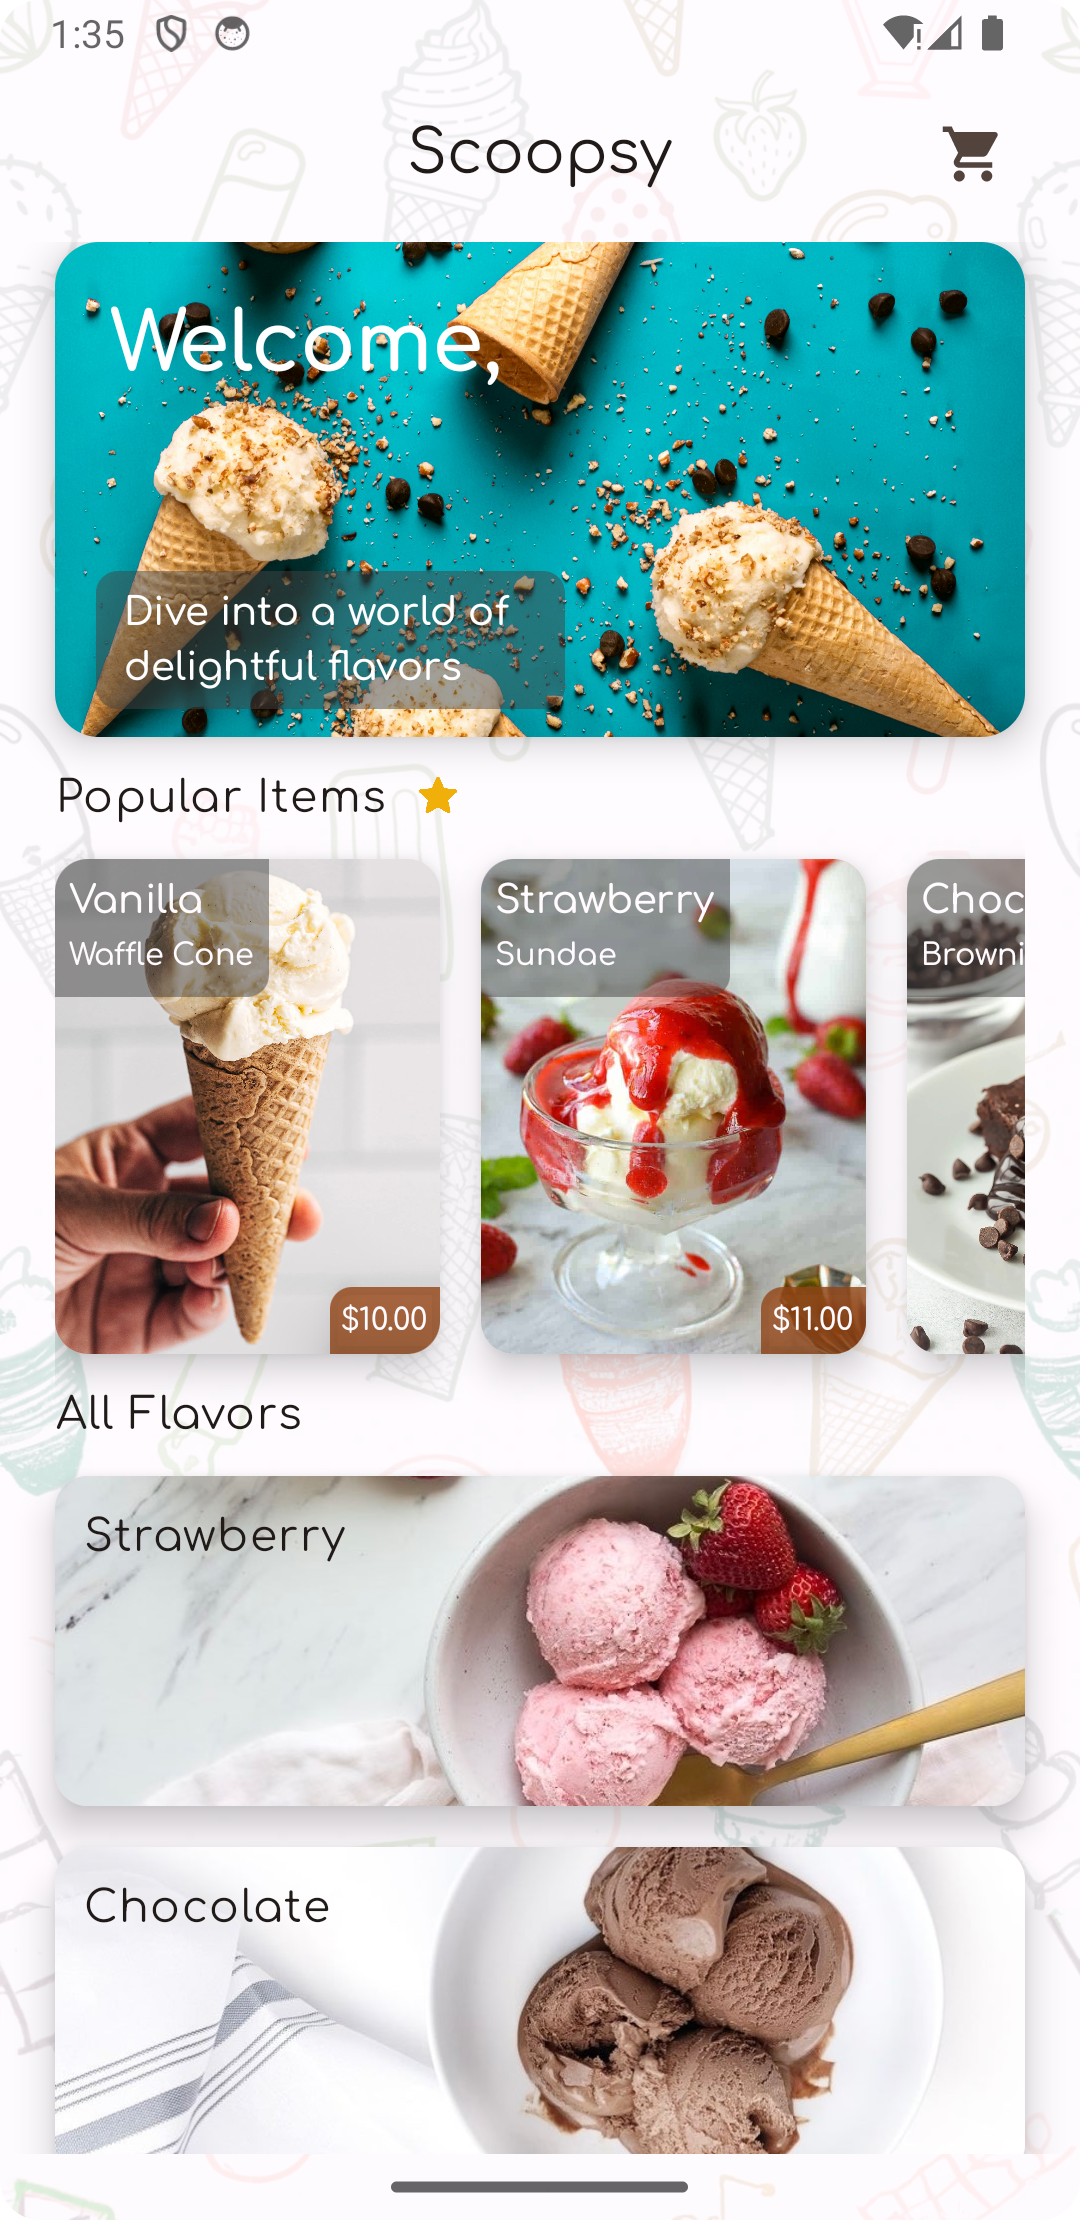 1:35
Scoopsy
Welcome,
Dive into a world of
delightful flavors
Popular Items
Vanilla
Waffle Cone
$10.00
Strawberry
Sundae
$11.00
Choc
Browni
All Flavors
Strawberry
Chocolate